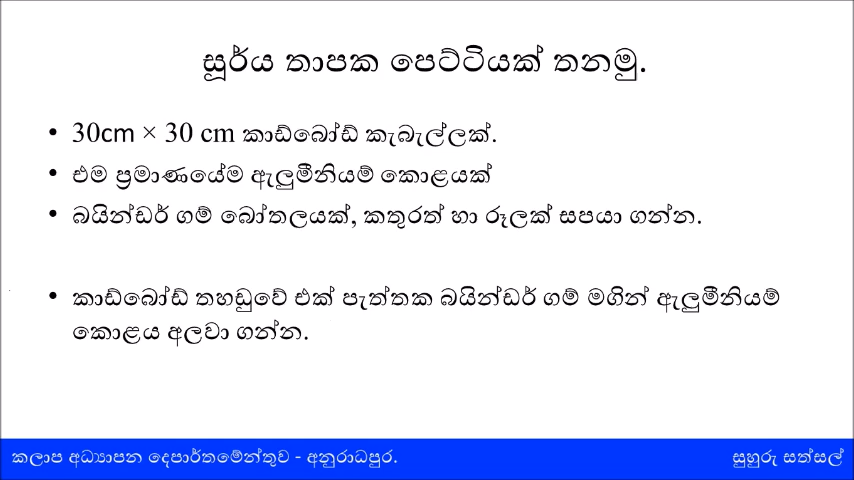 සූර්ය තාපක පෙට්ටියක් තනමු.
• 30cm × 30 cm කාඩ්බෝඩ් කැබැල්ලක්.
• එම ප්‍රමාණයේම ඇලුමීනියම් කොළයක්
• බයින්ඩර් ගම් බෝතලයක්, කතුරත් හා රූලක් සපයා ගන්න.
• කාඩ්බෝඩ් තහඩුවේ එක් පැත්තක බයින්ඩර් ගම් මගින් ඇලුමීනියම්
කොළය අලවා ගන්න.
කලාප අධ්‍යාපන දෙපාර්තමේන්තුව - අනුරාධපුර. සුහුරු සත්සල්